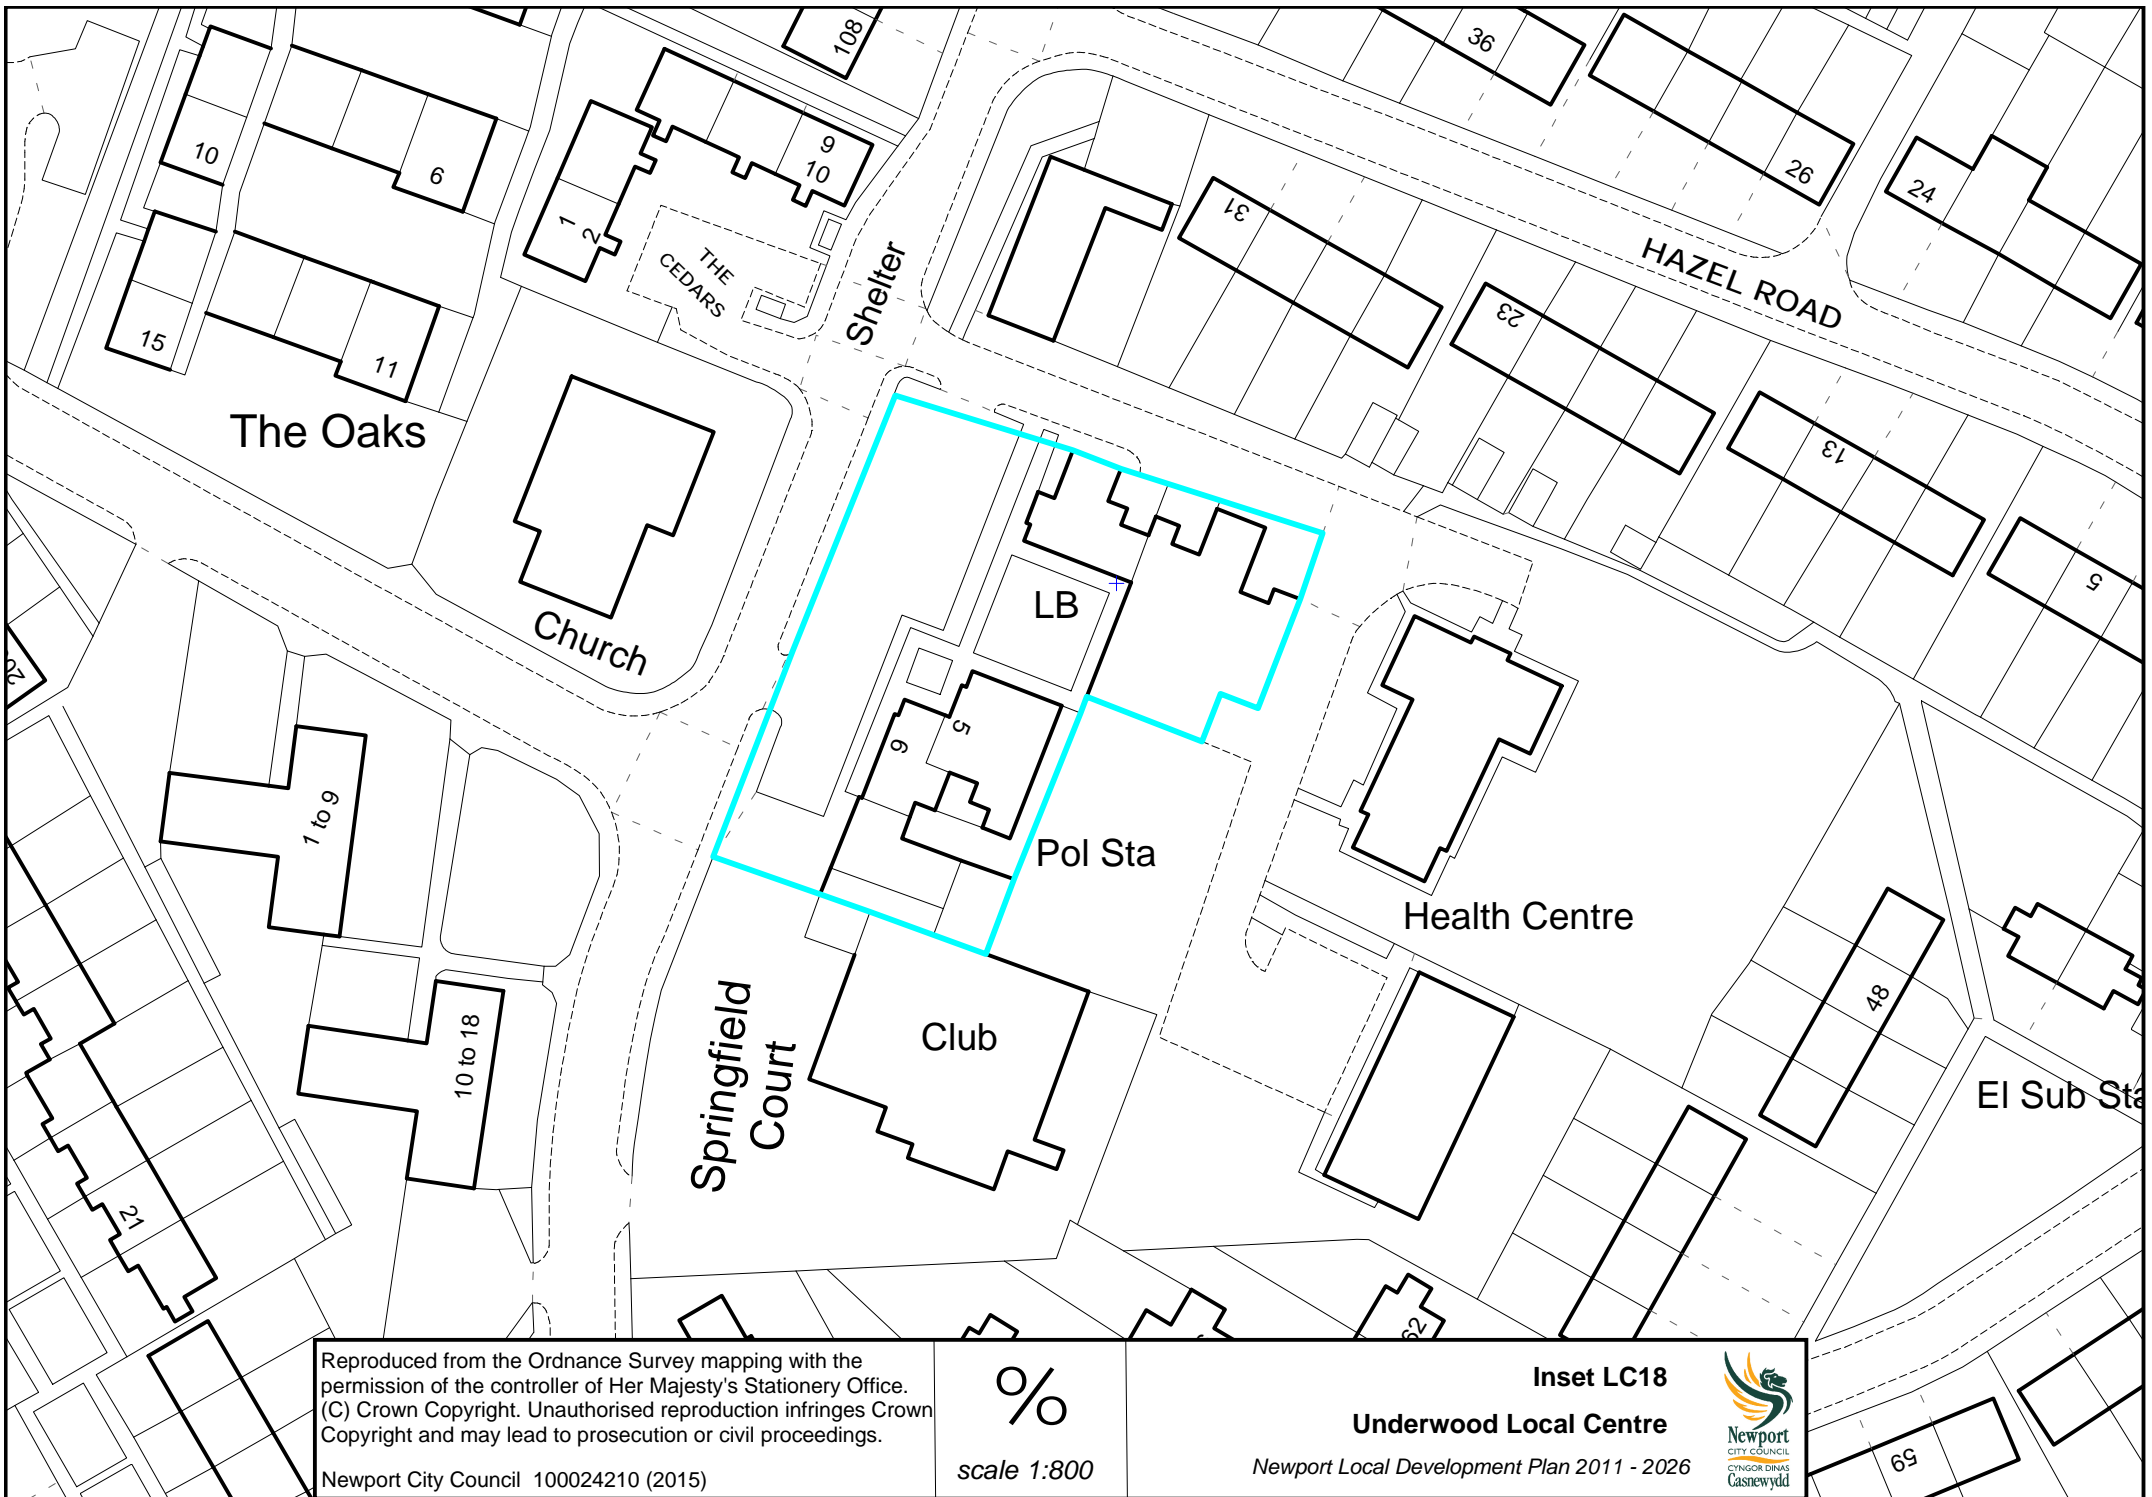 108
36
10
6
9
10
1
2
THE
CEDARS
Shelter
31
26
24
HAZEL ROAD
23
15
11
The Oaks
13
5
Church
LB
5
6
1 to 9
Pol Sta
Health Centre
10 to 18
Springfield
Court
Club
48
El Sub Sta
21
62
59
Reproduced from the Ordnance Survey mapping with the
permission of the controller of Her Majesty's Stationery Office.
(C) Crown Copyright. Unauthorised reproduction infringes Crown
Copyright and may lead to prosecution or civil proceedings.
Newport City Council 100024210 (2015)
%
scale 1:800
Inset LC18
Underwood Local Centre
Newport Local Development Plan 2011 - 2026
Newport
CITY COUNCIL
CYNGOR DINAS
Casnewydd